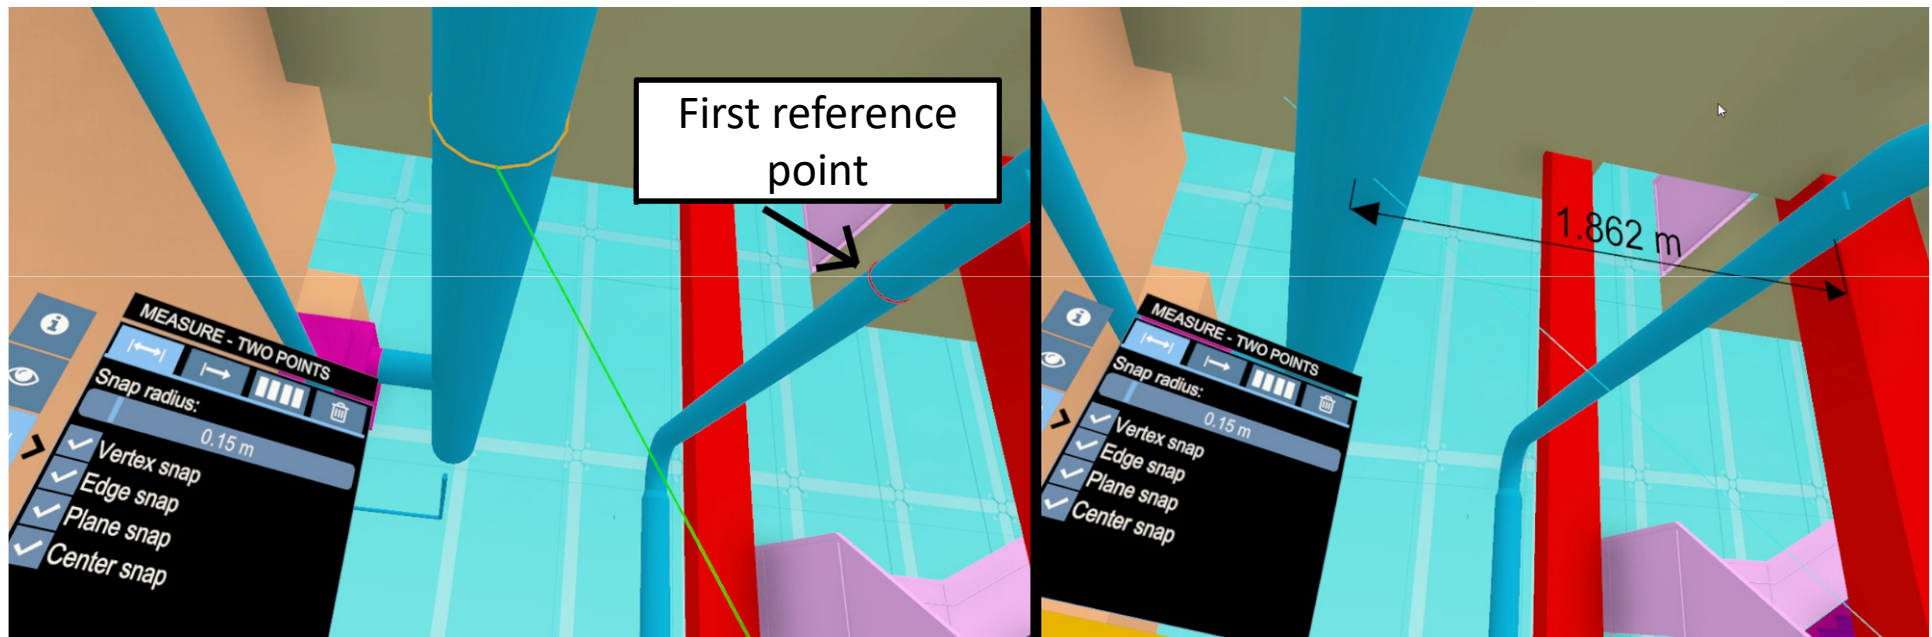 First reference
point
MEASURE - TWO POINTS
Snap radius:
0.15 m
Vertex snap
Edge snap
Plane snap
Center snap
1.862 m
MEASURE - TWO POINTS
Snap radius:
0.15 m
Vertex snap
Edge snap
Plane snap
Center snap